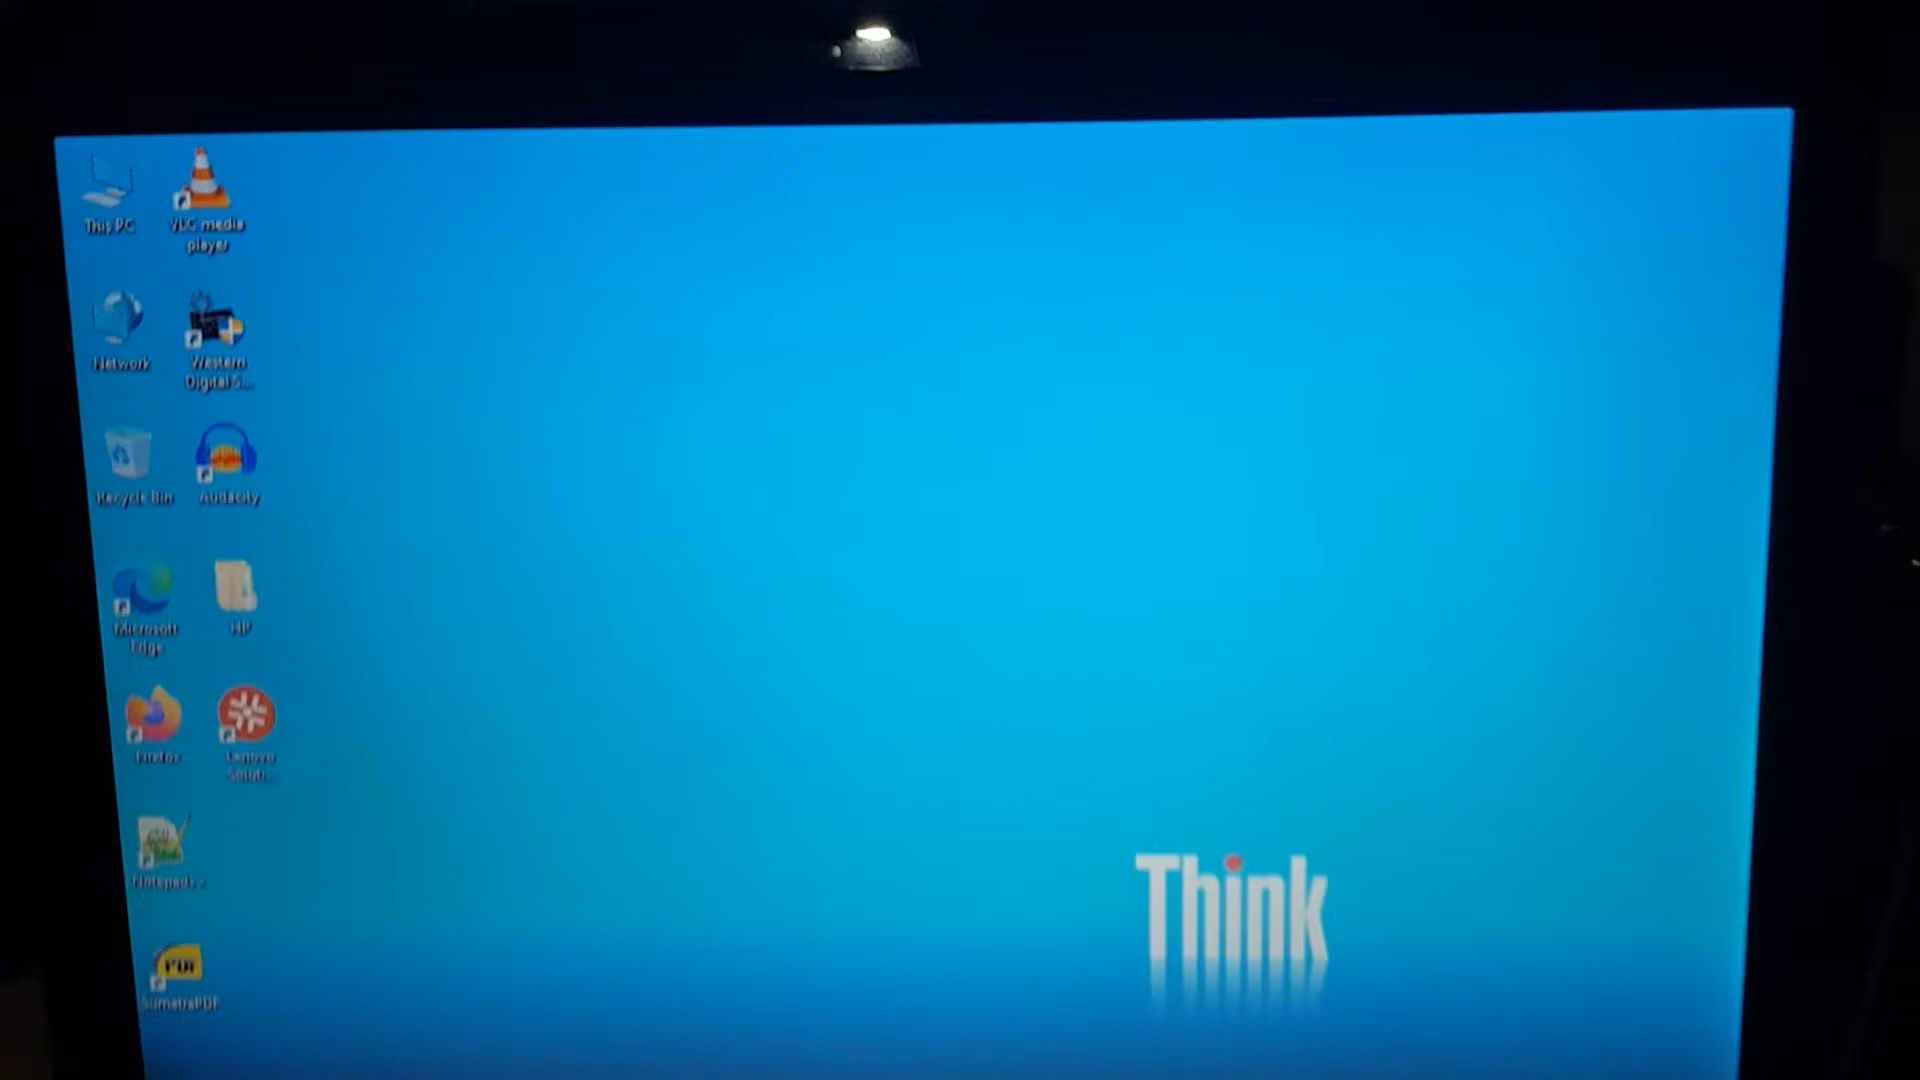 This PC
VLC media
player
Network
Western
Digital S...
Recycle Bin
Audacity
Microsoft
Edge
HP
Firefox
Lenovo
Soluti...
PDF
SumatraPDF
Think